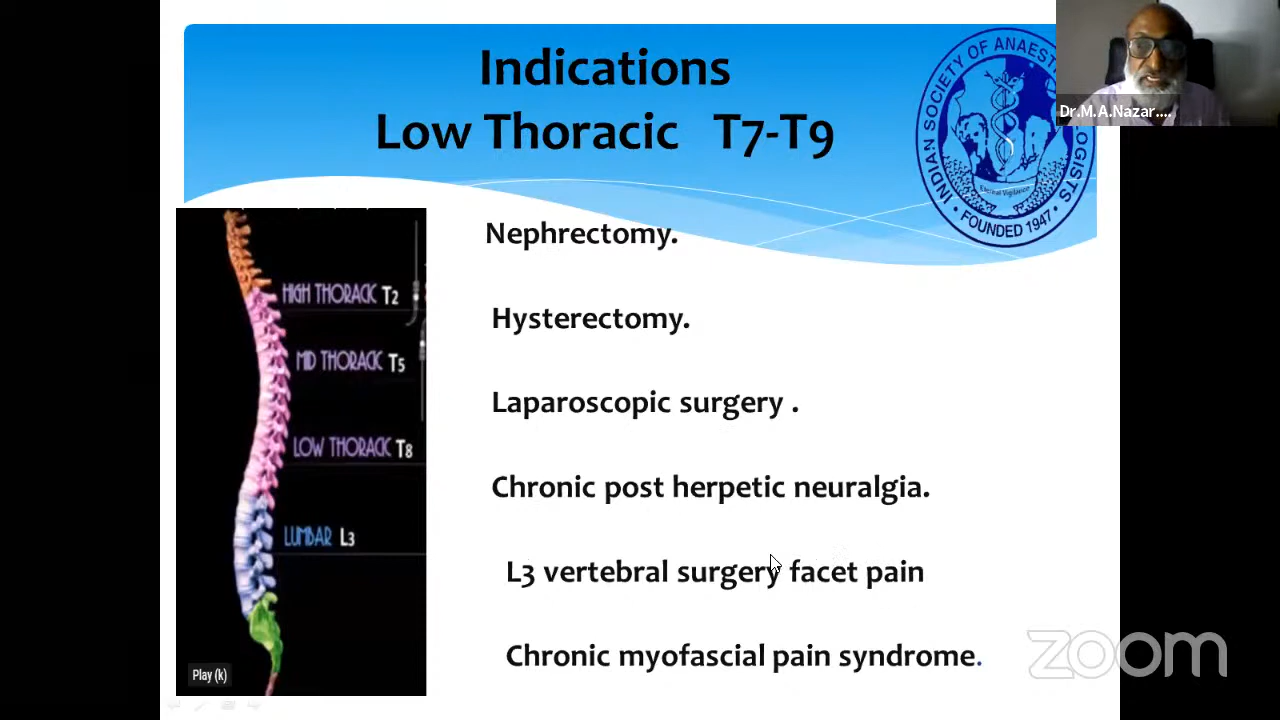 Indications
Low Thoracic T7-T9
INDIAN SOCIETY OF ANAEST LOGISTS
Eternal Vigilance
• FOUNDED 1947 •
Dr.M.A.Nazar....
HIGH THORACIC T2
MID THORACIC T5
LOW THORACIC T8
LUMBAR L3
Play (k)
Nephrectomy.
Hysterectomy.
Laparoscopic surgery .
Chronic post herpetic neuralgia.
L3 vertebral surgery facet pain
Chronic myofascial pain syndrome.
zoom